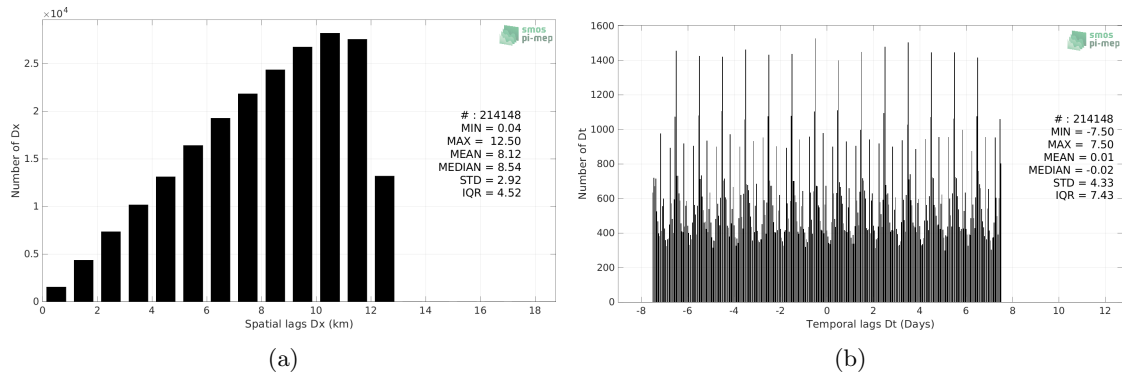 ×10⁴
2.5
2
1.5
1
0.5
0
0 2 4 6 8 10 12 14 16 18
Number of Dx
Spatial lags Dx (km)
smos
pi-mep
# : 214148
MIN = 0.04
MAX = 12.50
MEAN = 8.12
MEDIAN = 8.54
STD = 2.92
IQR = 4.52
(a)
1600
1400
1200
1000
800
600
400
200
0
-8 -6 -4 -2 0 2 4 6 8 10 12
Number of Dt
Temporal lags Dt (Days)
smos
pi-mep
# : 214148
MIN = -7.50
MAX = 7.50
MEAN = 0.01
MEDIAN = -0.02
STD = 4.33
IQR = 7.43
(b)